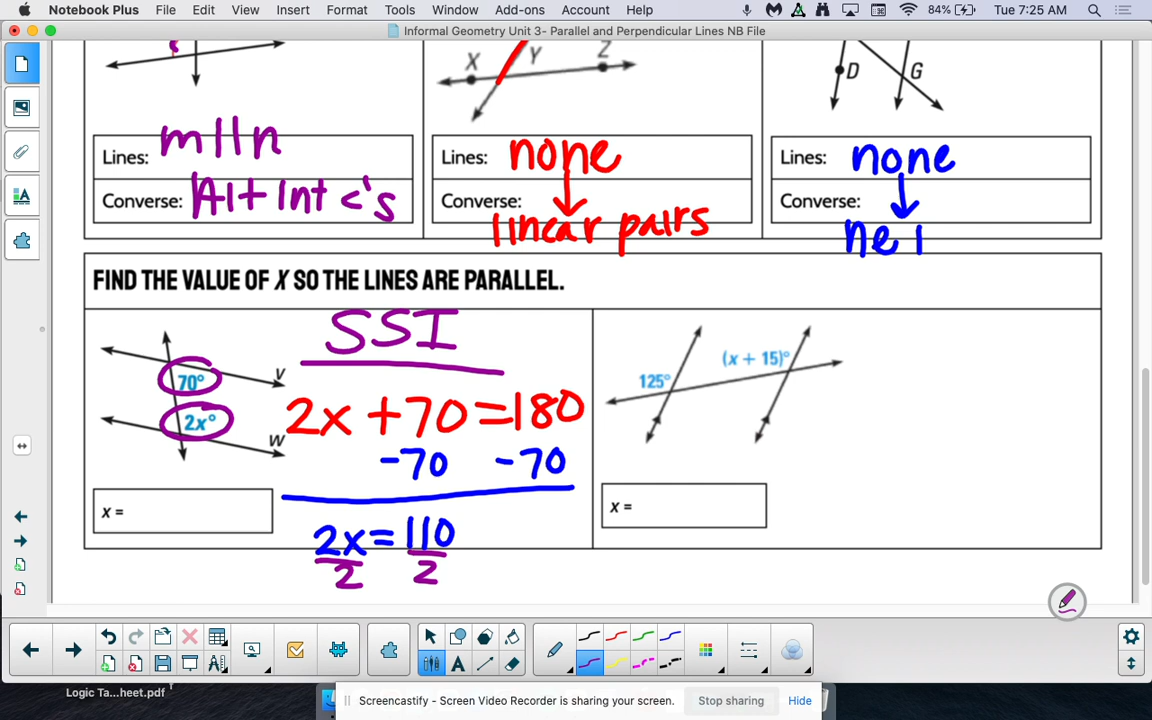 Notebook Plus File Edit View Insert Format Tools Window Add-ons Account Help 84% Tue 7:25 AM
Informal Geometry Unit 3- Parallel and Perpendicular Lines NB File
X Y Z
D G
Lines: m||n
Converse: Alt Int <'s
Lines: none
Converse:
linear pairs
Lines: none
Converse:
FIND THE VALUE OF X SO THE LINES ARE PARALLEL.
SSI
70°
V
2x°
W
2x + 70 = 180
-70 -70
2x = 110
2 2
x =
(x + 15)°
125°
x =
Logic Ta...heet.pdf
Screencastify - Screen Video Recorder is sharing your screen. Stop sharing Hide